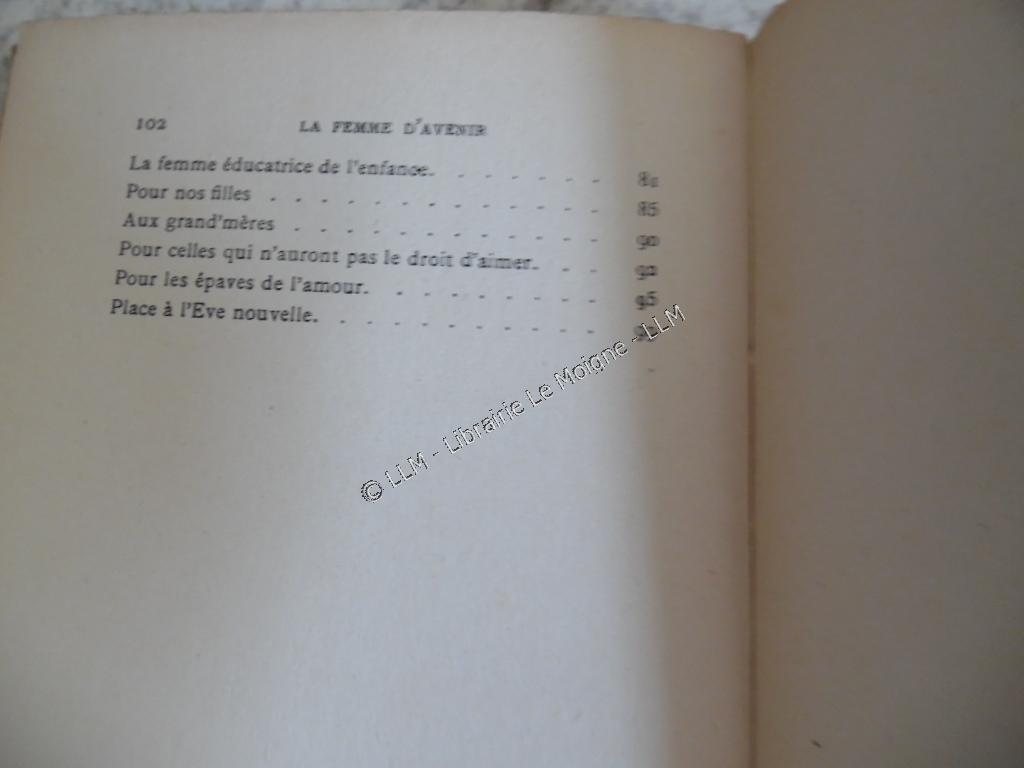 102 LA FEMME D'AVENIR
La femme éducatrice de l'enfance. . . . . . .
Pour nos filles . . . . . . . . . . . . 85
Aux grand'mères . . . . . . . . . . . 90
Pour celles qui n'auront pas le droit d'aimer. . . 92
Pour les épaves de l'amour. . . . . . . . . 95
Place à l'Eve nouvelle. . . . . . . . . . .
© LLM - Librairie Le Moigne - LLM